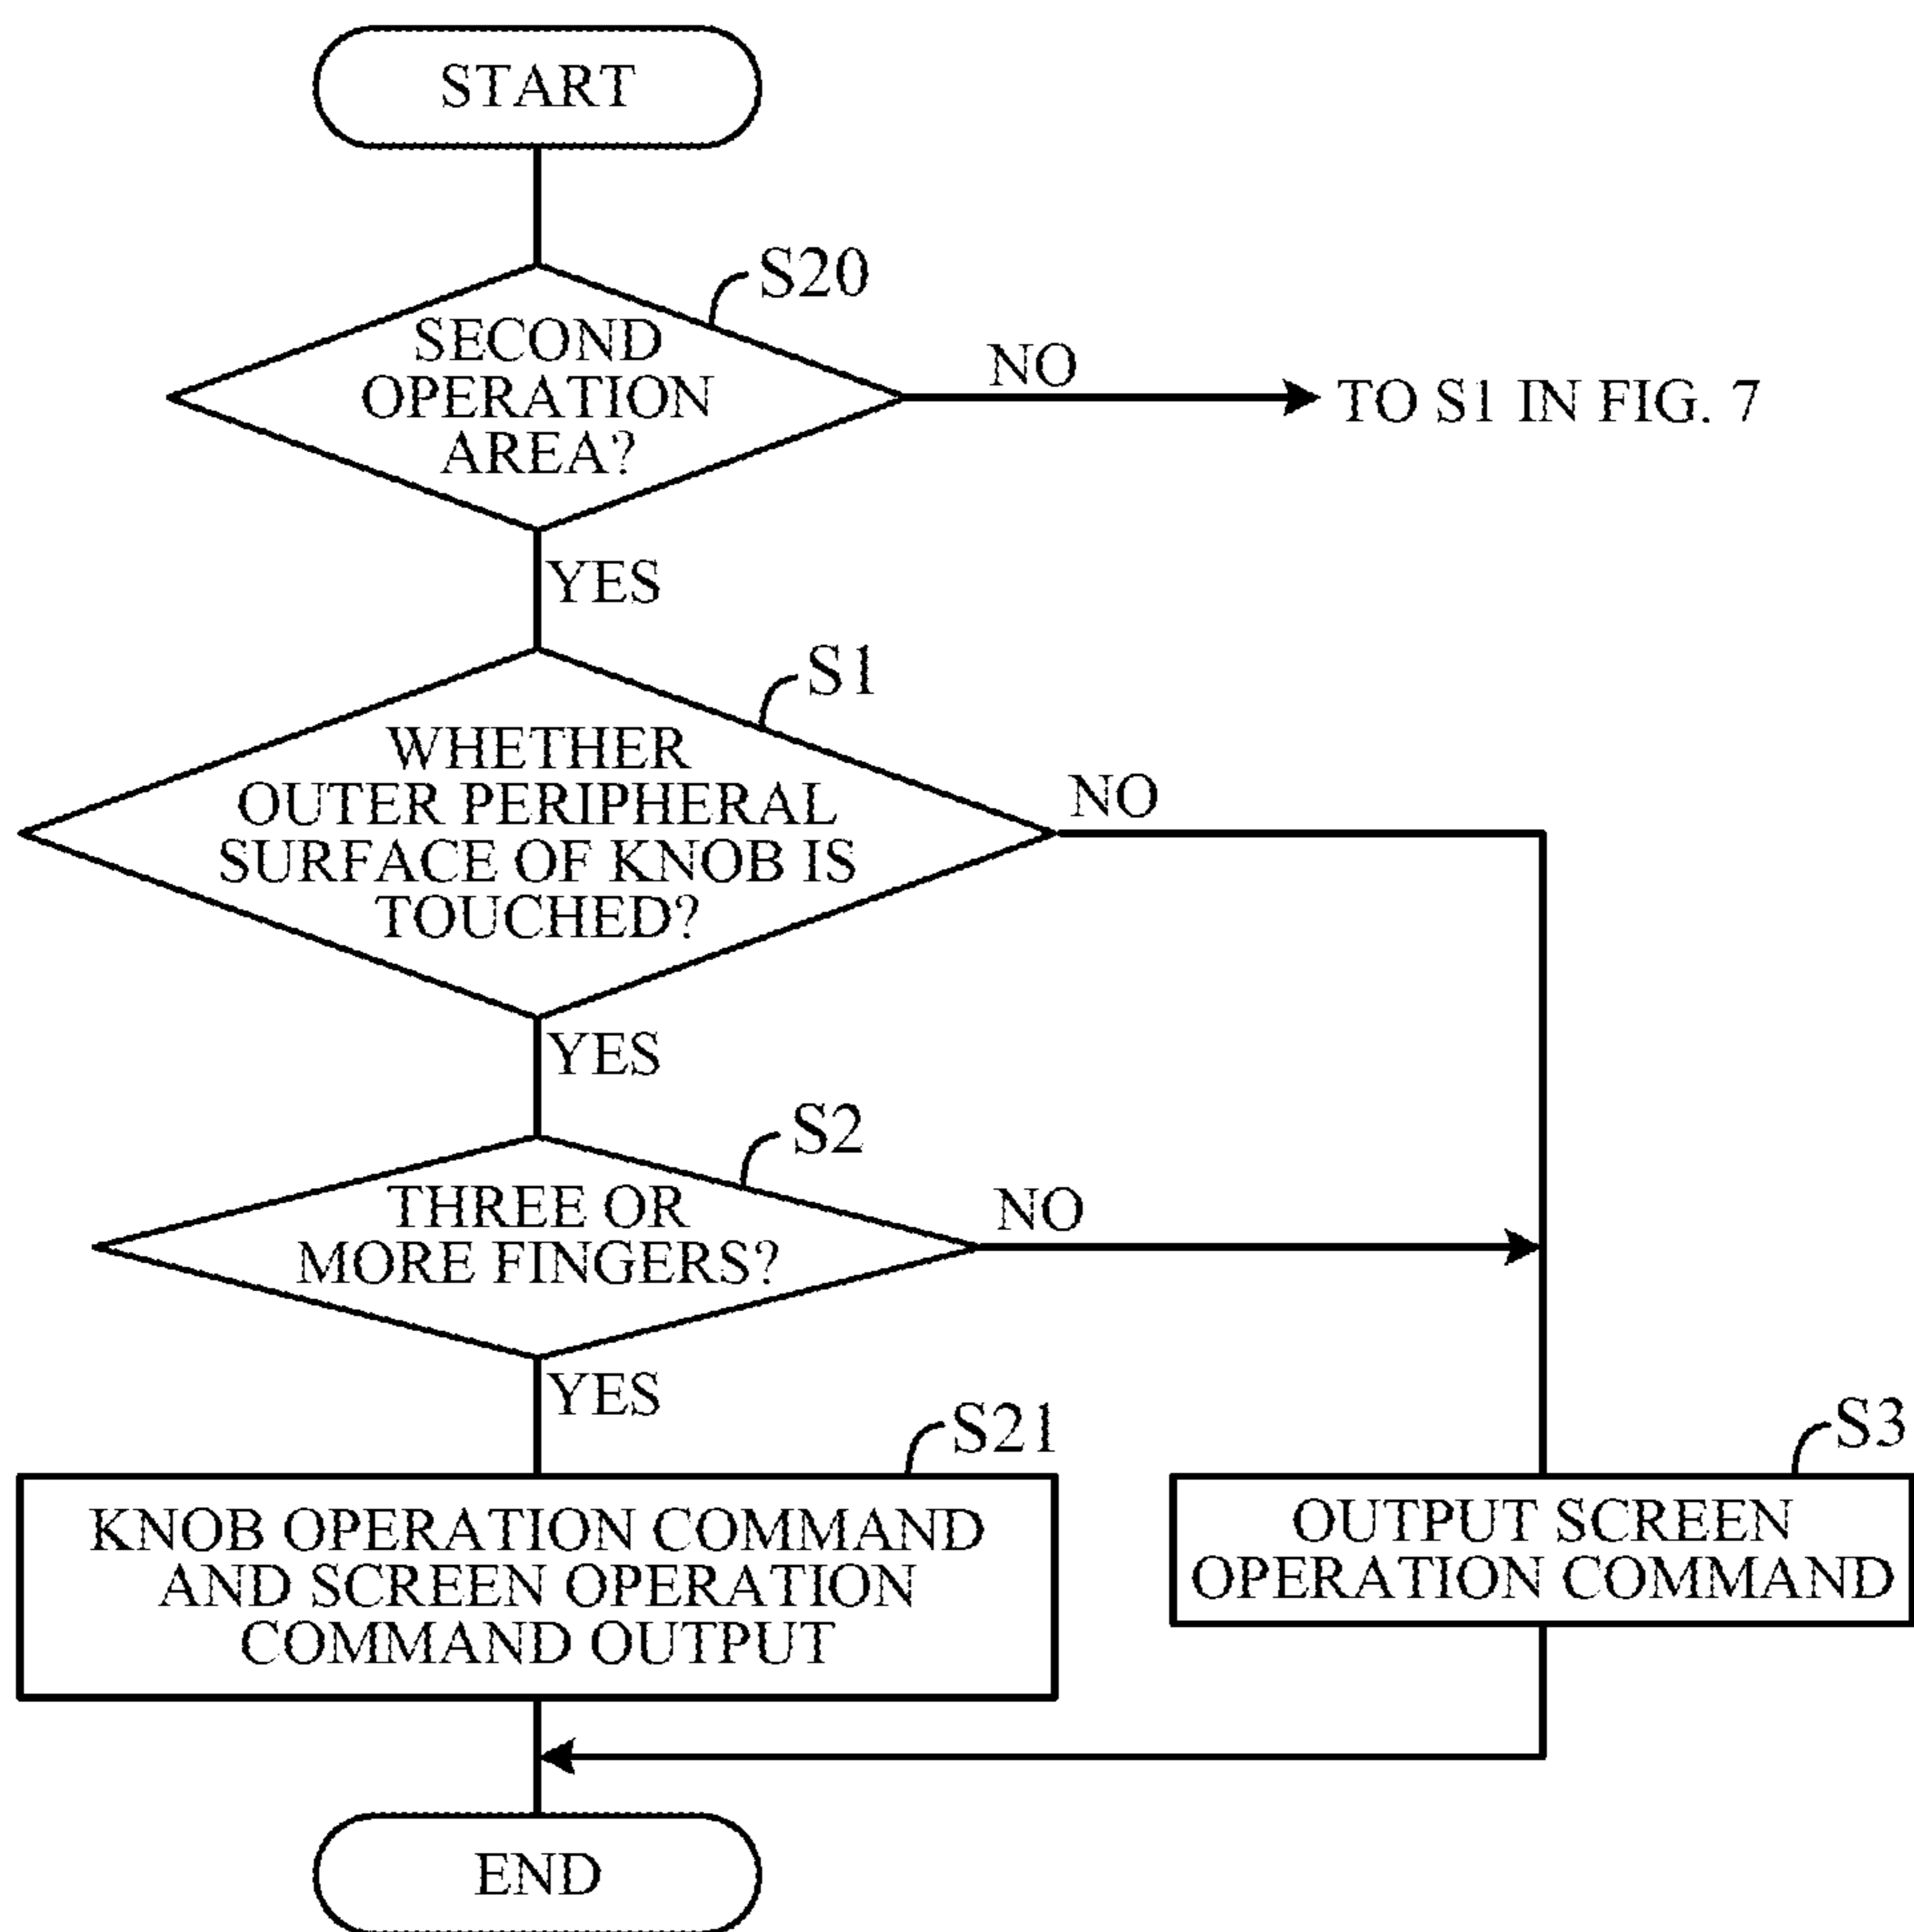 START
S20
SECOND
OPERATION
AREA?
NO
TO S1 IN FIG. 7
YES
S1
WHETHER
OUTER PERIPHERAL
SURFACE OF KNOB IS
TOUCHED?
NO
YES
S2
THREE OR
MORE FINGERS?
NO
YES
S21
KNOB OPERATION COMMAND
AND SCREEN OPERATION
COMMAND OUTPUT
S3
OUTPUT SCREEN
OPERATION COMMAND
END